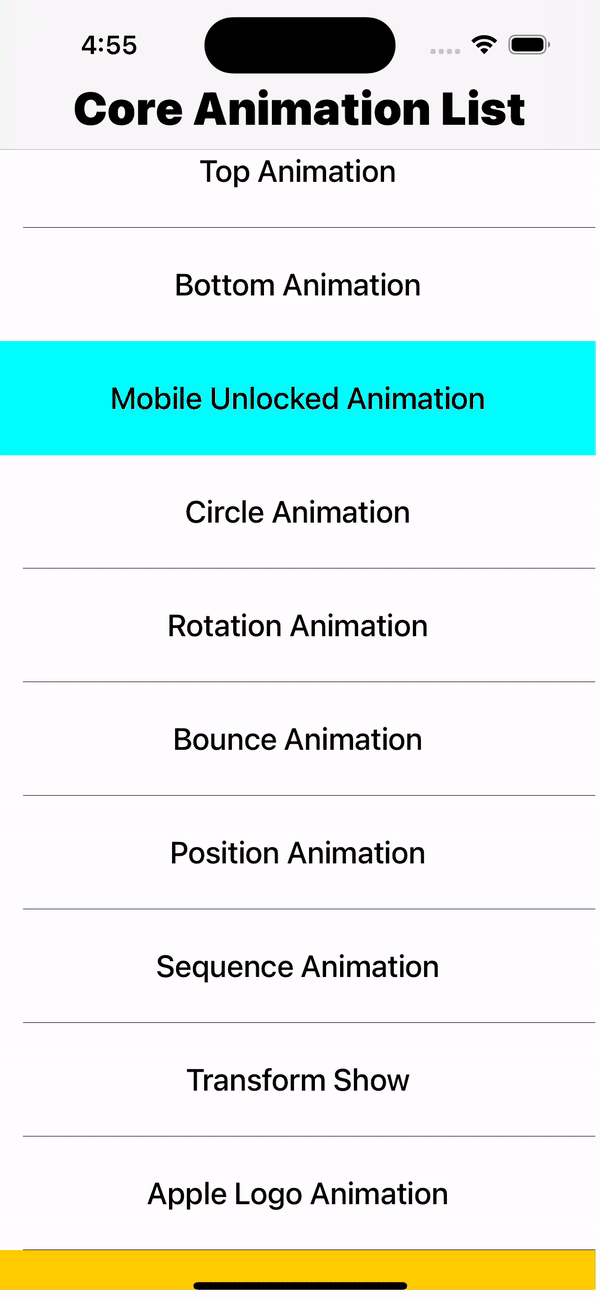 4:55
Core Animation List
Top Animation
Bottom Animation
Mobile Unlocked Animation
Circle Animation
Rotation Animation
Bounce Animation
Position Animation
Sequence Animation
Transform Show
Apple Logo Animation